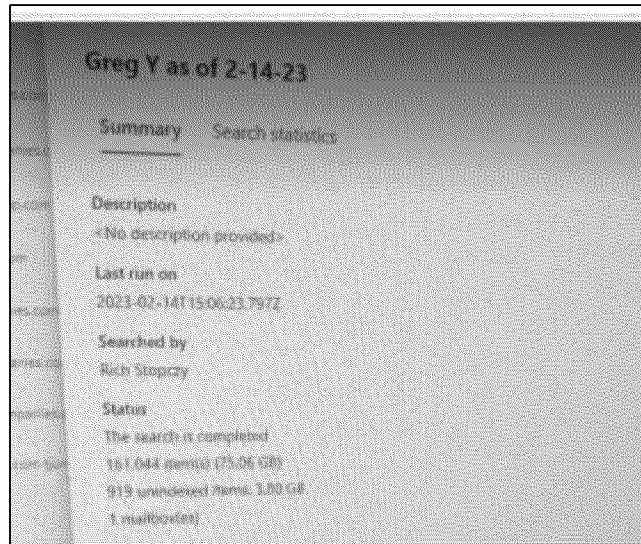 Greg Y as of 2-14-23
Summary Search statistics
Description
<No description provided>
Last run on
2023-02-14T15:06:23.797Z
Searched by
Rich Stopczy
Status
The search is completed
161,044 item(s) (75.06 GB)
919 unindexed items, 3.80 GB
1 mailbox(es)